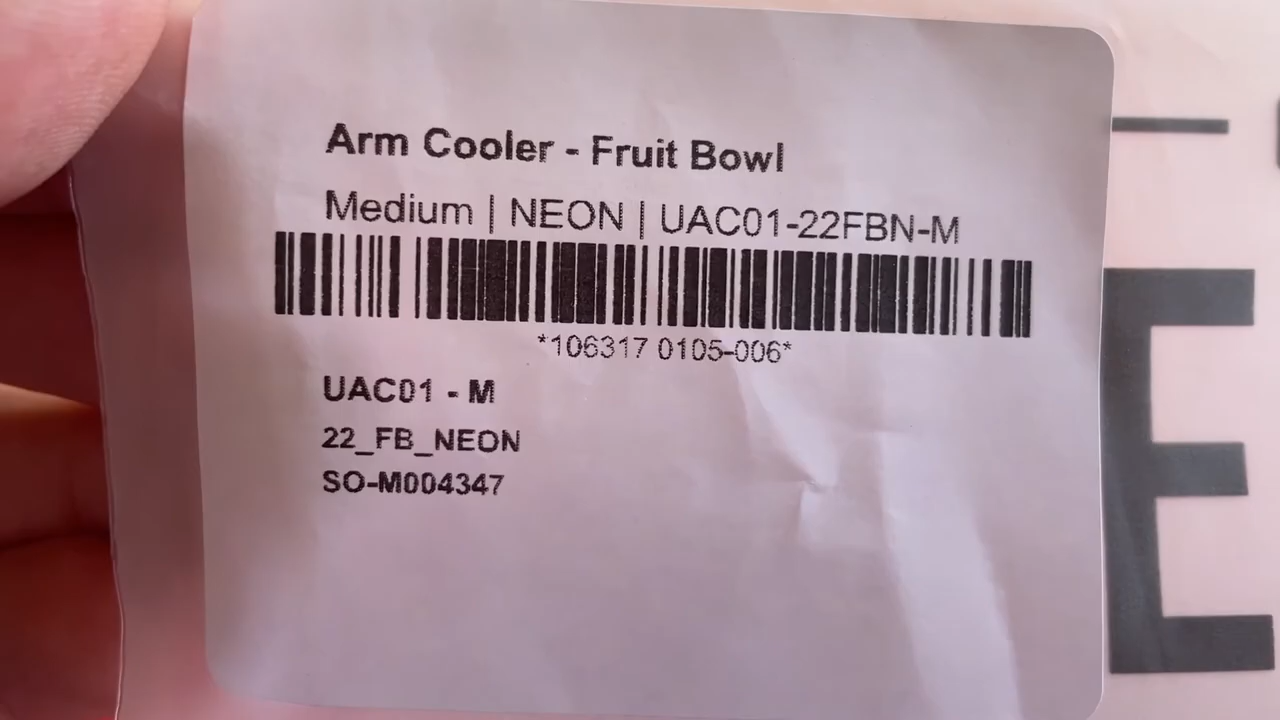 Arm Cooler - Fruit Bowl
Medium | NEON | UAC01-22FBN-M
*106317 0105-006*
UAC01 - M
22_FB_NEON
SO-M004347
E